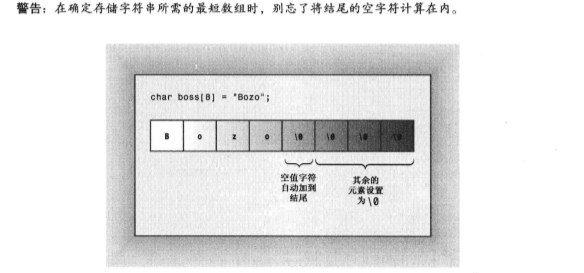 警告：在确定存储字符串所需的最短数组时，别忘了将结尾的空字符计算在内。
char boss[8] = "Bozo";
B o z o \0 \0 \0 \0
空值字符
自动加到
结尾
其余的
元素设置
为\0